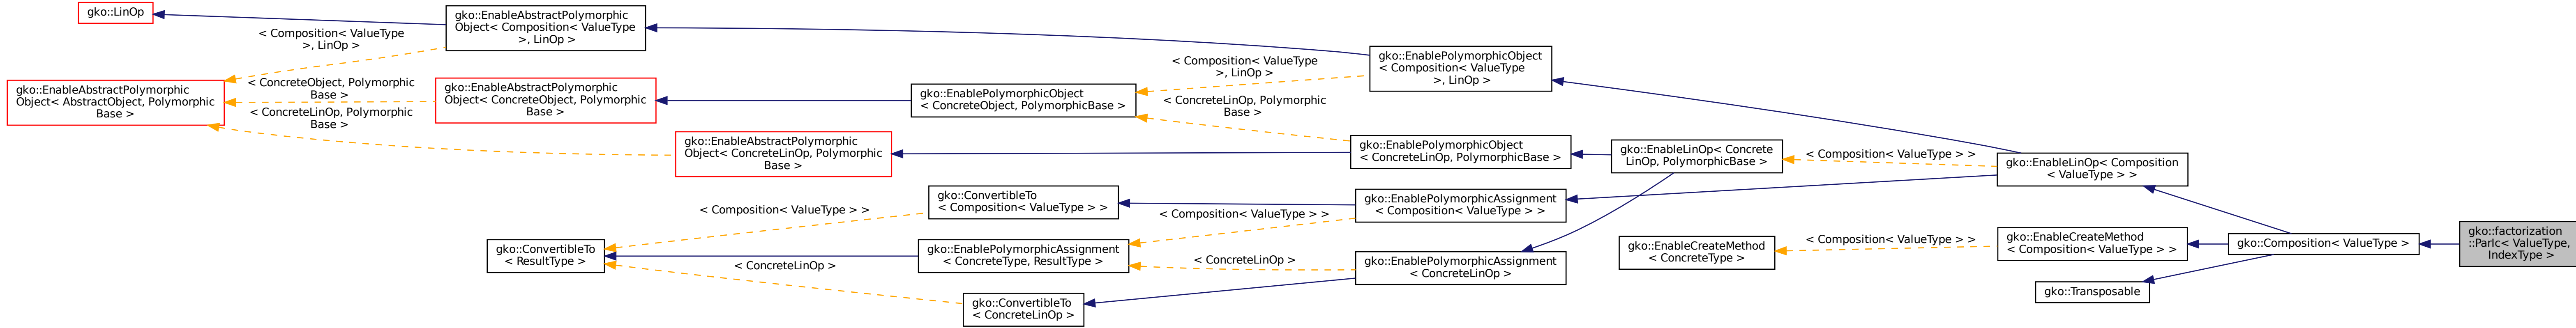 gko::LinOp
gko::EnableAbstractPolymorphic
Object< Composition< ValueType
>, LinOp >
< Composition< ValueType
>, LinOp >
gko::EnableAbstractPolymorphic
Object< AbstractObject, Polymorphic
Base >
< ConcreteObject, Polymorphic
Base >
< ConcreteLinOp, Polymorphic
Base >
gko::EnableAbstractPolymorphic
Object< ConcreteObject, Polymorphic
Base >
gko::EnableAbstractPolymorphic
Object< ConcreteLinOp, Polymorphic
Base >
gko::EnablePolymorphicObject
< ConcreteObject, PolymorphicBase >
< Composition< ValueType
>, LinOp >
< ConcreteLinOp, Polymorphic
Base >
gko::EnablePolymorphicObject
< Composition< ValueType
>, LinOp >
gko::EnablePolymorphicObject
< ConcreteLinOp, PolymorphicBase >
gko::EnableLinOp< Concrete
LinOp, PolymorphicBase >
< Composition< ValueType > >
gko::EnableLinOp< Composition
< ValueType > >
gko::ConvertibleTo
< ResultType >
< Composition< ValueType > >
< ConcreteLinOp >
gko::ConvertibleTo
< Composition< ValueType > >
gko::EnablePolymorphicAssignment
< ConcreteType, ResultType >
gko::ConvertibleTo
< ConcreteLinOp >
< Composition< ValueType > >
< ConcreteLinOp >
gko::EnablePolymorphicAssignment
< Composition< ValueType > >
gko::EnablePolymorphicAssignment
< ConcreteLinOp >
gko::EnableCreateMethod
< ConcreteType >
< Composition< ValueType > >
gko::EnableCreateMethod
< Composition< ValueType > >
gko::Transposable
gko::Composition< ValueType >
gko::factorization
::ParIc< ValueType,
IndexType >